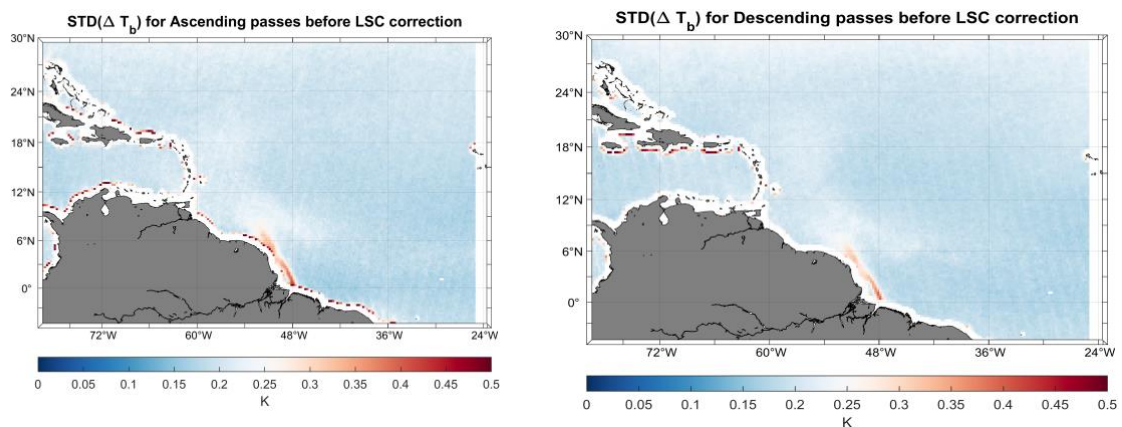 STD(Δ T_b) for Ascending passes before LSC correction
30°N
24°N
18°N
12°N
6°N
0°
72°W 60°W 48°W 36°W 24°W
0 0.05 0.1 0.15 0.2 0.25 0.3 0.35 0.4 0.45 0.5
K
STD(Δ T_b) for Descending passes before LSC correction
30°N
24°N
18°N
12°N
6°N
0°
72°W 60°W 48°W 36°W 24°W
0 0.05 0.1 0.15 0.2 0.25 0.3 0.35 0.4 0.45 0.5
K